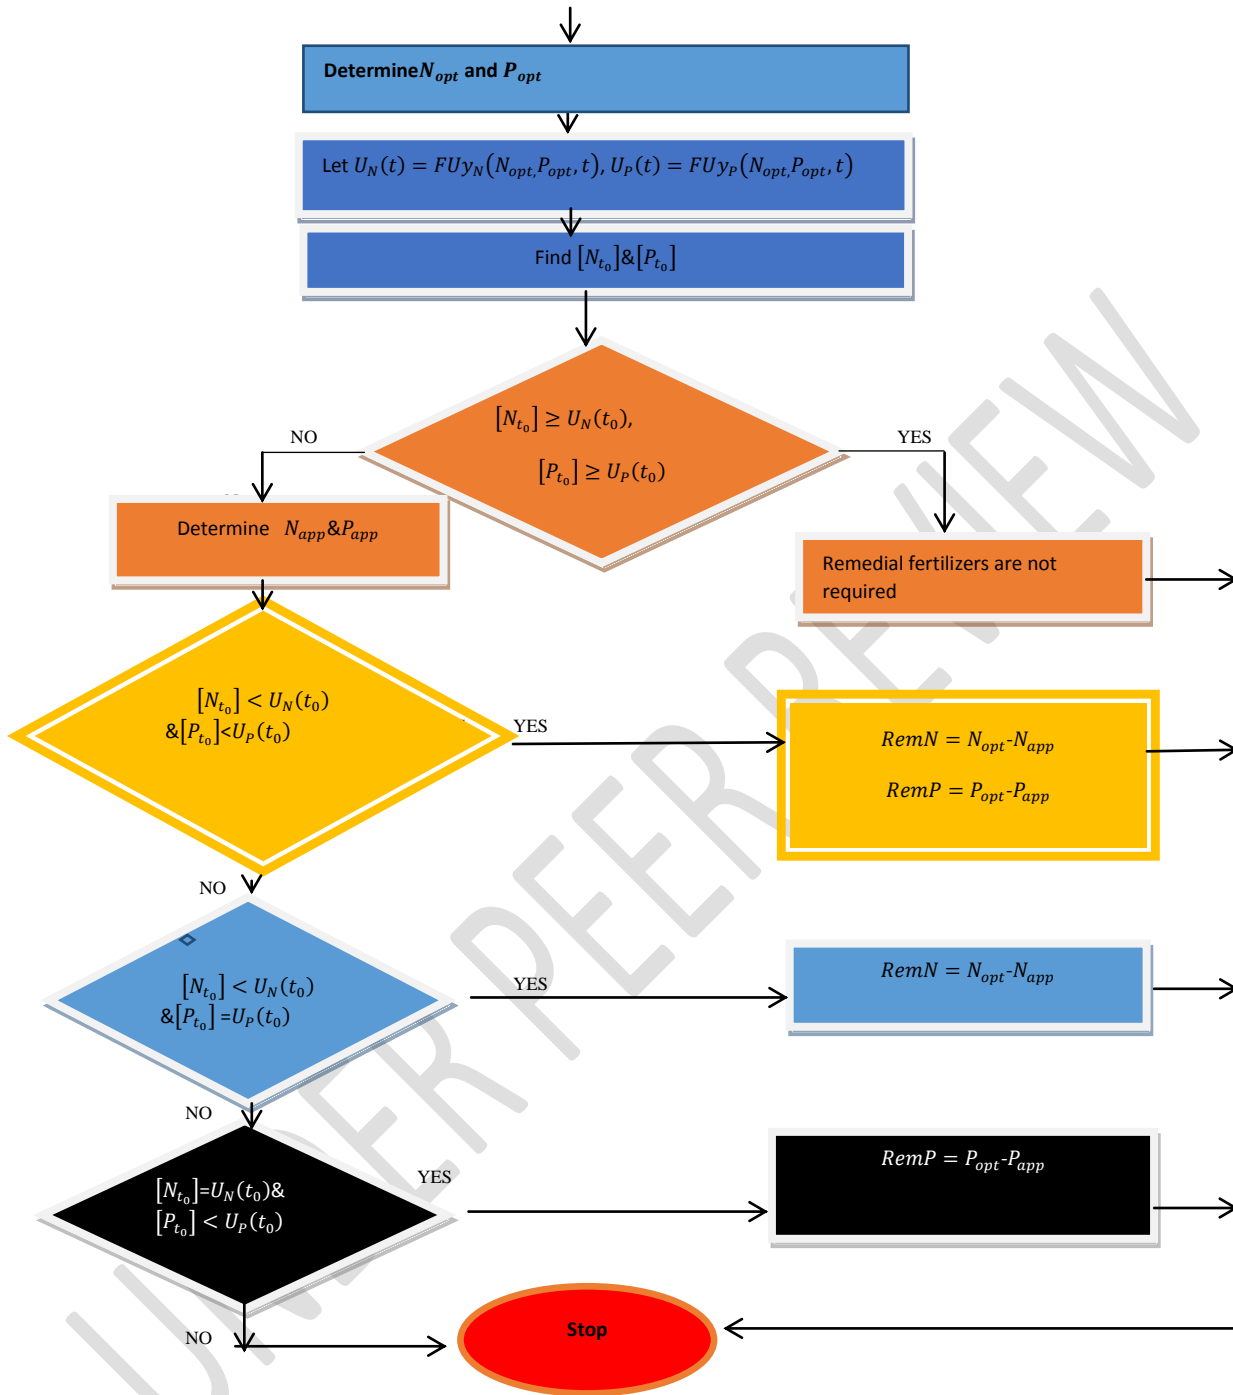 Determine N_opt and P_opt
Let U_N(t) = FUy_N(N_opt, P_opt, t), U_P(t) = FUy_P(N_opt, P_opt, t)
Find [N_t₀]&[P_t₀]
[N_t₀] ≥ U_N(t₀),
NO
YES
[P_t₀] ≥ U_P(t₀)
Determine N_app&P_app
Remedial fertilizers are not
required
[N_t₀] < U_N(t₀)
&[P_t₀]<U_P(t₀)
YES
RemN = N_opt-N_app
RemP = P_opt-P_app
NO
[N_t₀] < U_N(t₀)
&[P_t₀] =U_P(t₀)
YES
RemN = N_opt-N_app
NO
[N_t₀]=U_N(t₀)&
[P_t₀] < U_P(t₀)
YES
RemP = P_opt-P_app
NO
Stop
UNDER PEER REVIEW